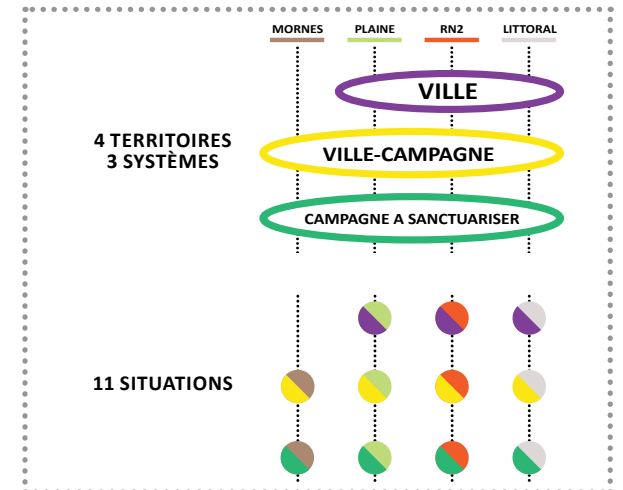 MORNES PLAINE RN2 LITTORAL
VILLE
4 TERRITOIRES
3 SYSTÈMES
VILLE-CAMPAGNE
CAMPAGNE A SANCTUARISER
11 SITUATIONS